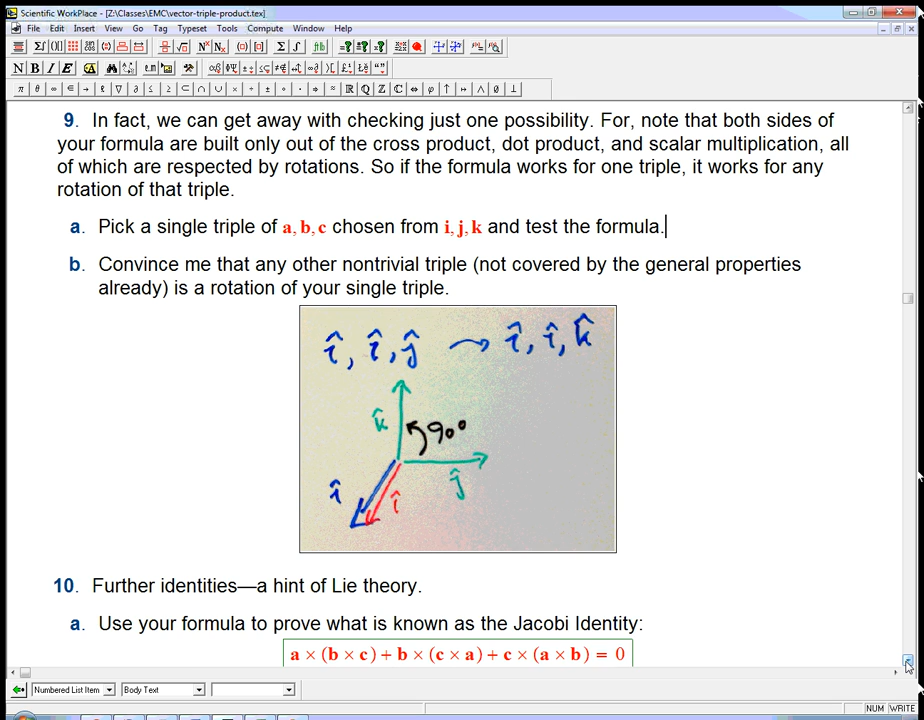 Scientific WorkPlace - [Z:\Classes\EMC\vector-triple-product.tex]
File Edit Insert View Go Tag Typeset Tools Compute Window Help
9. In fact, we can get away with checking just one possibility. For, note that both sides of
your formula are built only out of the cross product, dot product, and scalar multiplication, all
of which are respected by rotations. So if the formula works for one triple, it works for any
rotation of that triple.
a. Pick a single triple of a, b, c chosen from i, j, k and test the formula.
b. Convince me that any other nontrivial triple (not covered by the general properties
already) is a rotation of your single triple.
î, î, ĵ → î, î, k̂
k̂ 90°
î î ĵ
10. Further identities—a hint of Lie theory.
a. Use your formula to prove what is known as the Jacobi Identity:
a × (b × c) + b × (c × a) + c × (a × b) = 0
Numbered List Item Body Text
NUM WRITE